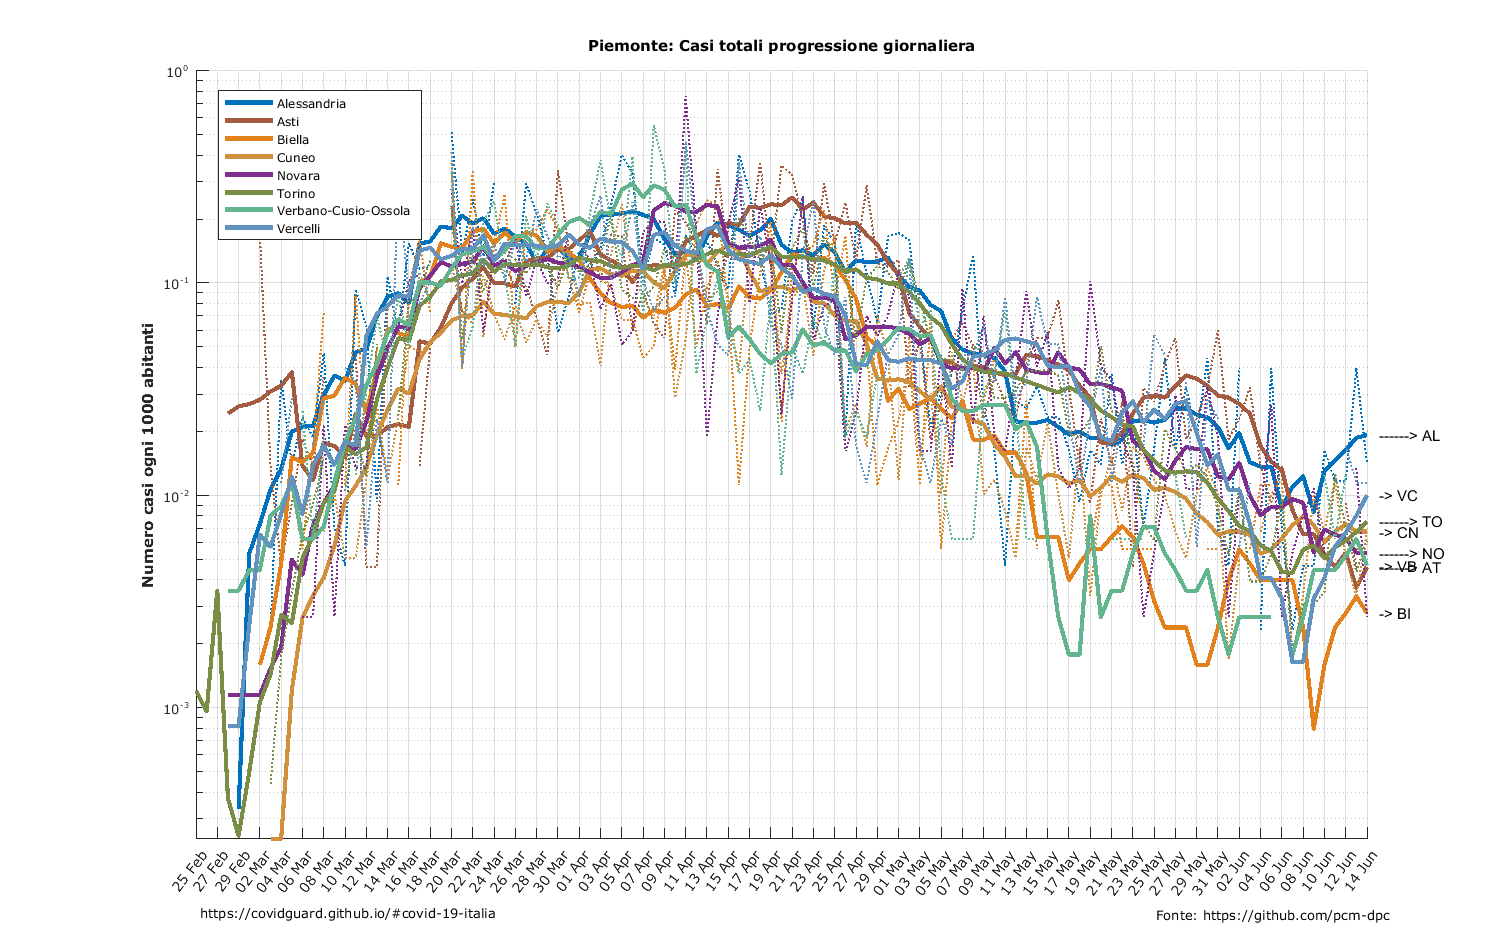 Piemonte: Casi totali progressione giornaliera
Numero casi ogni 1000 abitanti
10⁰
10⁻¹
10⁻²
10⁻³
Alessandria
Asti
Biella
Cuneo
Novara
Torino
Verbano-Cusio-Ossola
Vercelli
------> AL
-> VC
------> TO
-> CN
------> NO
-> VB
------> AT
-> BI
25 Feb
27 Feb
29 Feb
02 Mar
04 Mar
06 Mar
08 Mar
10 Mar
12 Mar
14 Mar
16 Mar
18 Mar
20 Mar
22 Mar
24 Mar
26 Mar
28 Mar
30 Mar
01 Apr
03 Apr
05 Apr
07 Apr
09 Apr
11 Apr
13 Apr
15 Apr
17 Apr
19 Apr
21 Apr
23 Apr
25 Apr
27 Apr
29 Apr
01 May
03 May
05 May
07 May
09 May
11 May
13 May
15 May
17 May
19 May
21 May
23 May
25 May
27 May
29 May
31 May
02 Jun
04 Jun
06 Jun
08 Jun
10 Jun
12 Jun
14 Jun
https://covidguard.github.io/#covid-19-italia
Fonte: https://github.com/pcm-dpc